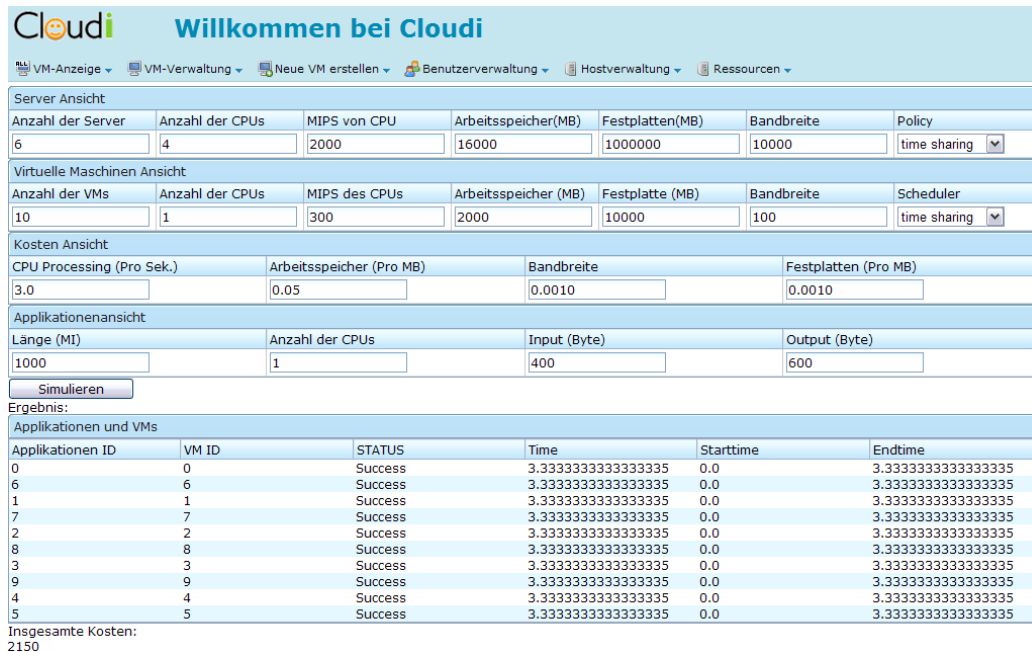 Cloudi Willkommen bei Cloudi
VM-Anzeige VM-Verwaltung Neue VM erstellen Benutzerverwaltung Hostverwaltung Ressourcen
Server Ansicht
Anzahl der Server Anzahl der CPUs MIPS von CPU Arbeitsspeicher(MB) Festplatten(MB) Bandbreite Policy
6 4 2000 16000 1000000 10000 time sharing
Virtuelle Maschinen Ansicht
Anzahl der VMs Anzahl der CPUs MIPS des CPUs Arbeitsspeicher (MB) Festplatte (MB) Bandbreite Scheduler
10 1 300 2000 10000 100 time sharing
Kosten Ansicht
CPU Processing (Pro Sek.) Arbeitsspeicher (Pro MB) Bandbreite Festplatten (Pro MB)
3.0 0.05 0.0010 0.0010
Applikationenansicht
Länge (MI) Anzahl der CPUs Input (Byte) Output (Byte)
1000 1 400 600
Simulieren
Ergebnis:
Applikationen und VMs
Applikationen ID VM ID STATUS Time Starttime Endtime
0 0 Success 3.3333333333333335 0.0 3.3333333333333335
6 6 Success 3.3333333333333335 0.0 3.3333333333333335
1 1 Success 3.3333333333333335 0.0 3.3333333333333335
7 7 Success 3.3333333333333335 0.0 3.3333333333333335
2 2 Success 3.3333333333333335 0.0 3.3333333333333335
8 8 Success 3.3333333333333335 0.0 3.3333333333333335
3 3 Success 3.3333333333333335 0.0 3.3333333333333335
9 9 Success 3.3333333333333335 0.0 3.3333333333333335
4 4 Success 3.3333333333333335 0.0 3.3333333333333335
5 5 Success 3.3333333333333335 0.0 3.3333333333333335
Insgesamte Kosten:
2150